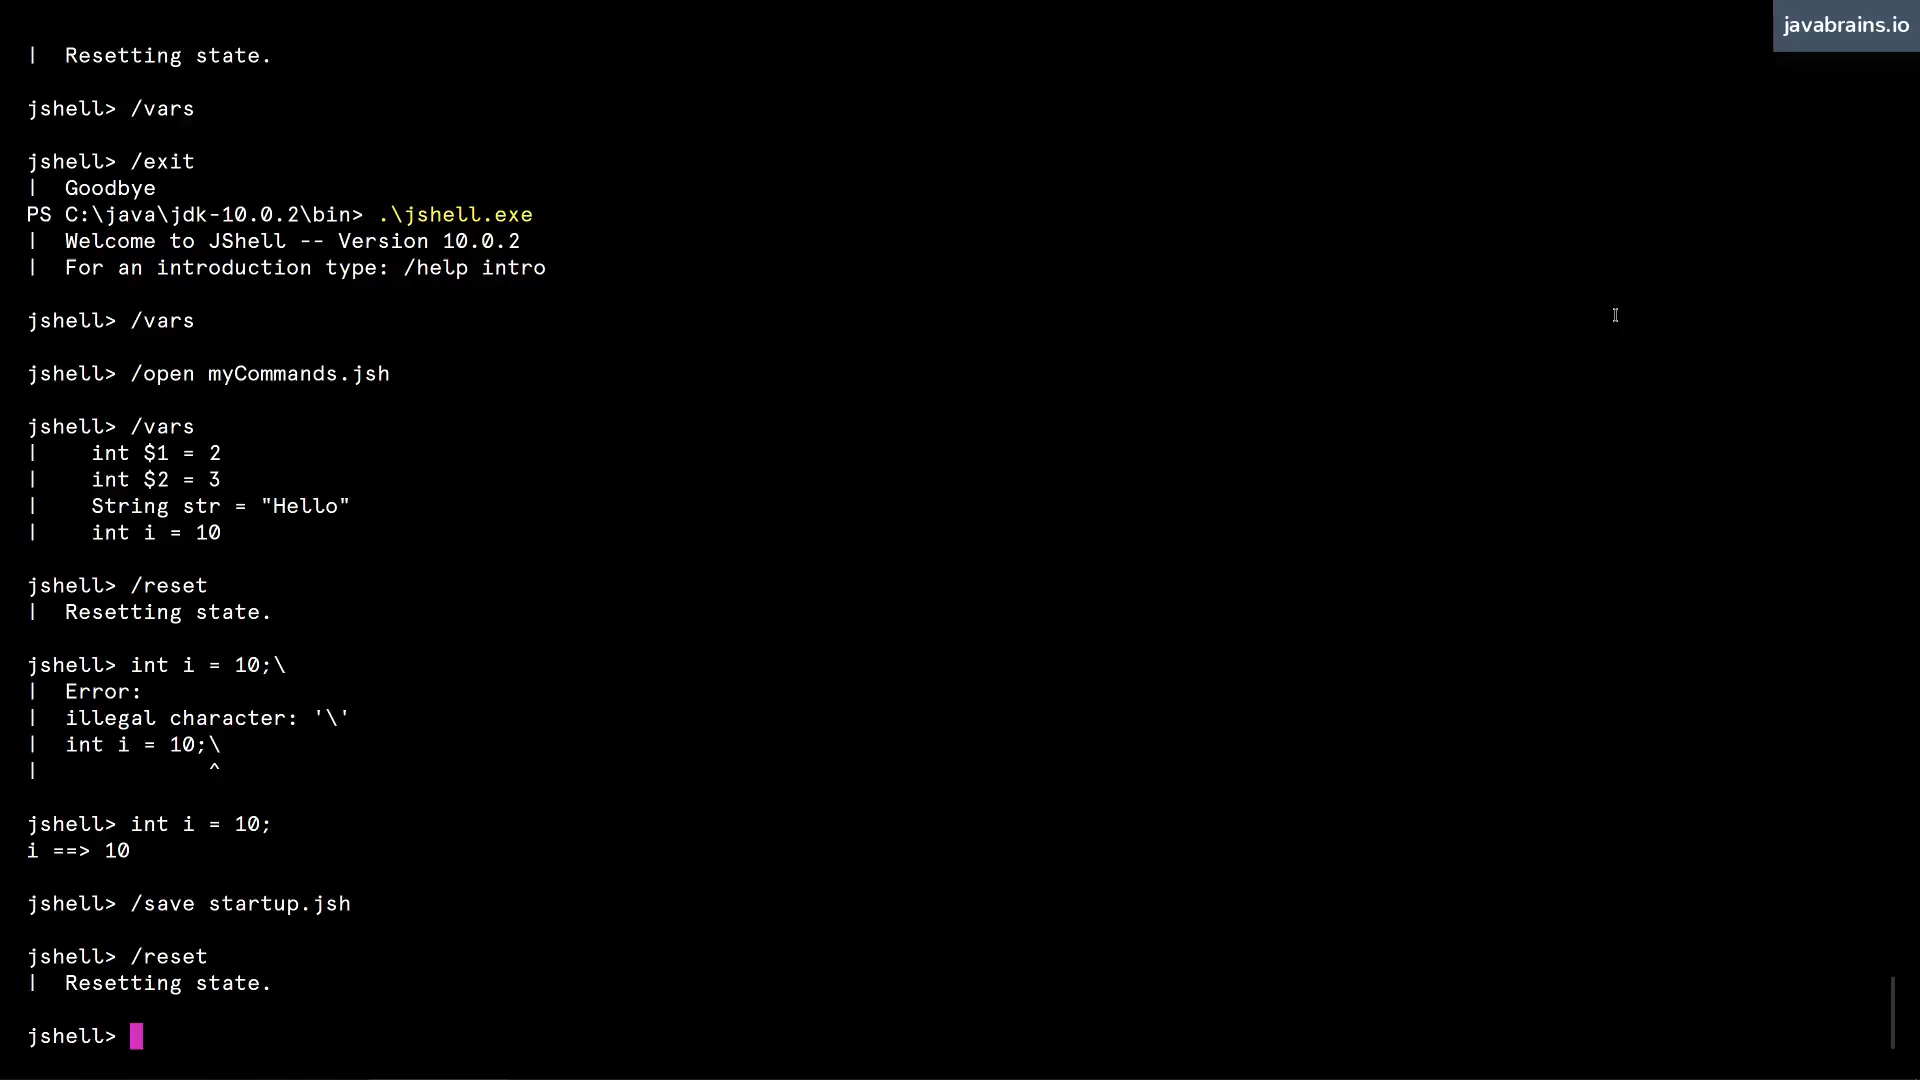 javabrains.io
|  Resetting state.
jshell> /vars
jshell> /exit
|  Goodbye
PS C:\java\jdk-10.0.2\bin> .\jshell.exe
|  Welcome to JShell -- Version 10.0.2
|  For an introduction type: /help intro
jshell> /vars
jshell> /open myCommands.jsh
jshell> /vars
|    int $1 = 2
|    int $2 = 3
|    String str = "Hello"
|    int i = 10
jshell> /reset
|  Resetting state.
jshell> int i = 10;\
|  Error:
|  illegal character: '\'
|  int i = 10;\
|             ^
jshell> int i = 10;
i ==> 10
jshell> /save startup.jsh
jshell> /reset
|  Resetting state.
jshell>